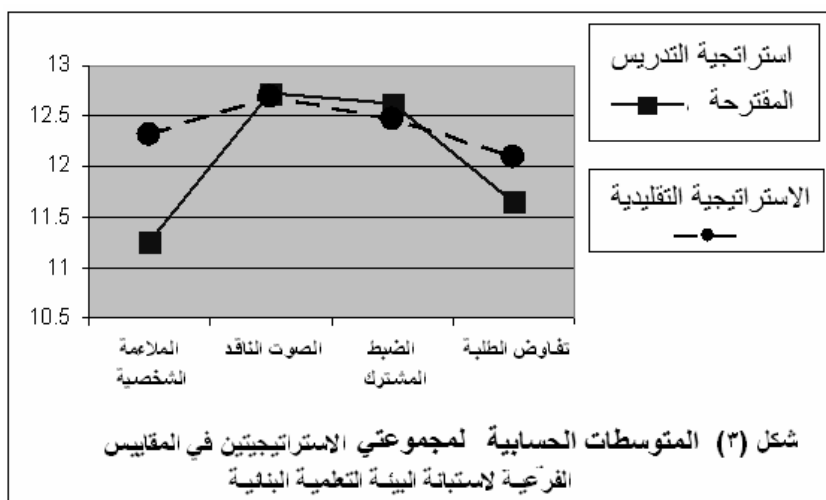 استراتجية التدريس
المقترحة
الاستراتيجية التقليدية
13
12.5
12
11.5
11
10.5
الملاءمة الشخصية
الصوت الناقد
الضبط المشترك
تفاوض الطلبة
شكل (٣) المتوسطات الحسابية لمجموعتي الاستراتيجيتين في المقاييس
الفرعية لاستبانة البيئة التعلمية البنائية